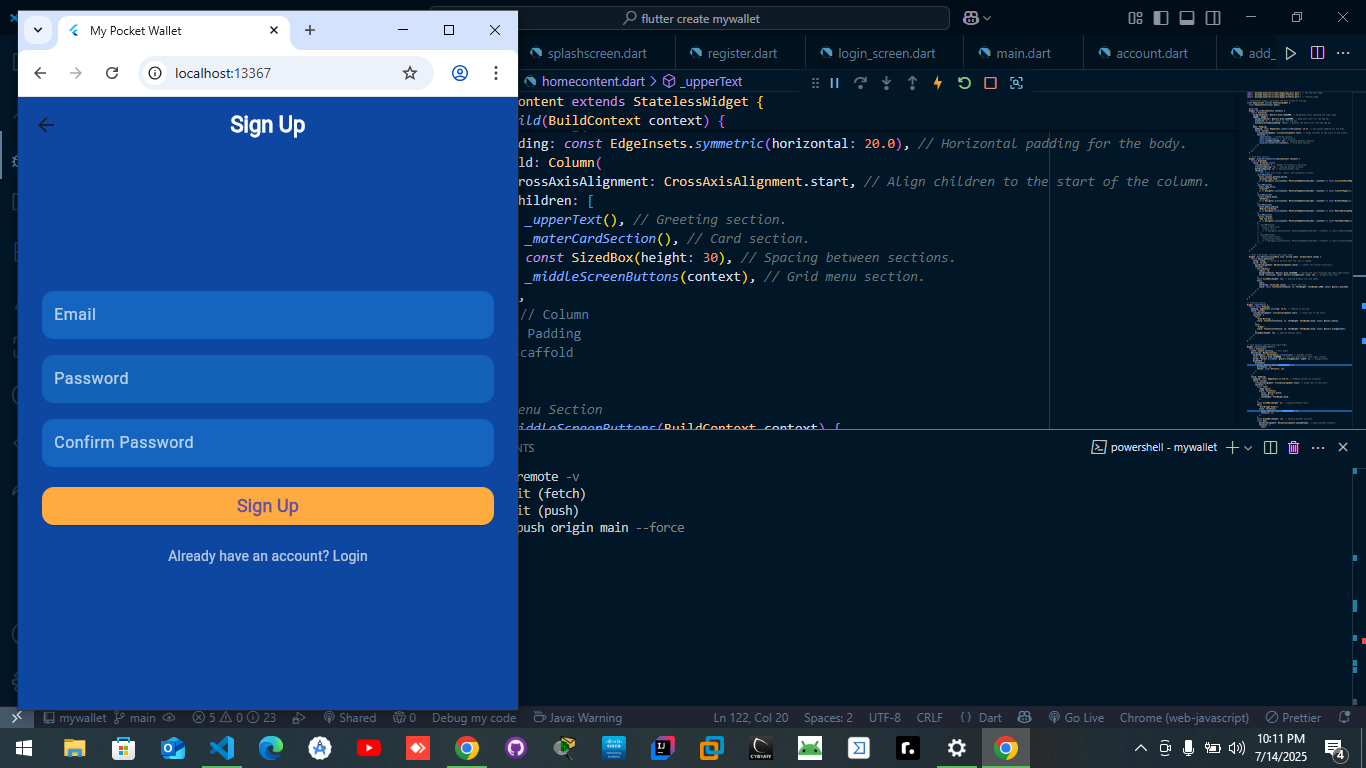 flutter create mywallet
My Pocket Wallet
localhost:13367
splashscreen.dart
register.dart
login_screen.dart
main.dart
account.dart
add_
homecontent.dart > _upperText
Sign Up
Email
Password
Confirm Password
Sign Up
Already have an account? Login
ontent extends StatelessWidget {
ild(BuildContext context) {
ding: const EdgeInsets.symmetric(horizontal: 20.0), // Horizontal padding for the body.
ld: Column(
rossAxisAlignment: CrossAxisAlignment.start, // Align children to the start of the column.
hildren: [
_upperText(), // Greeting section.
_materCardSection(), // Card section.
const SizedBox(height: 30), // Spacing between sections.
_middleScreenButtons(context), // Grid menu section.
,
// Column
Padding
caffold
enu Section
iddleScreenButtons(BuildContext context) {
NTS
powershell - mywallet
remote -v
it (fetch)
it (push)
push origin main --force
mywallet
main
5
0
23
Shared
0
Debug my code
Java: Warning
Ln 122, Col 20
Spaces: 2
UTF-8
CRLF
{ } Dart
Go Live
Chrome (web-javascript)
Prettier
10:11 PM
7/14/2025
4